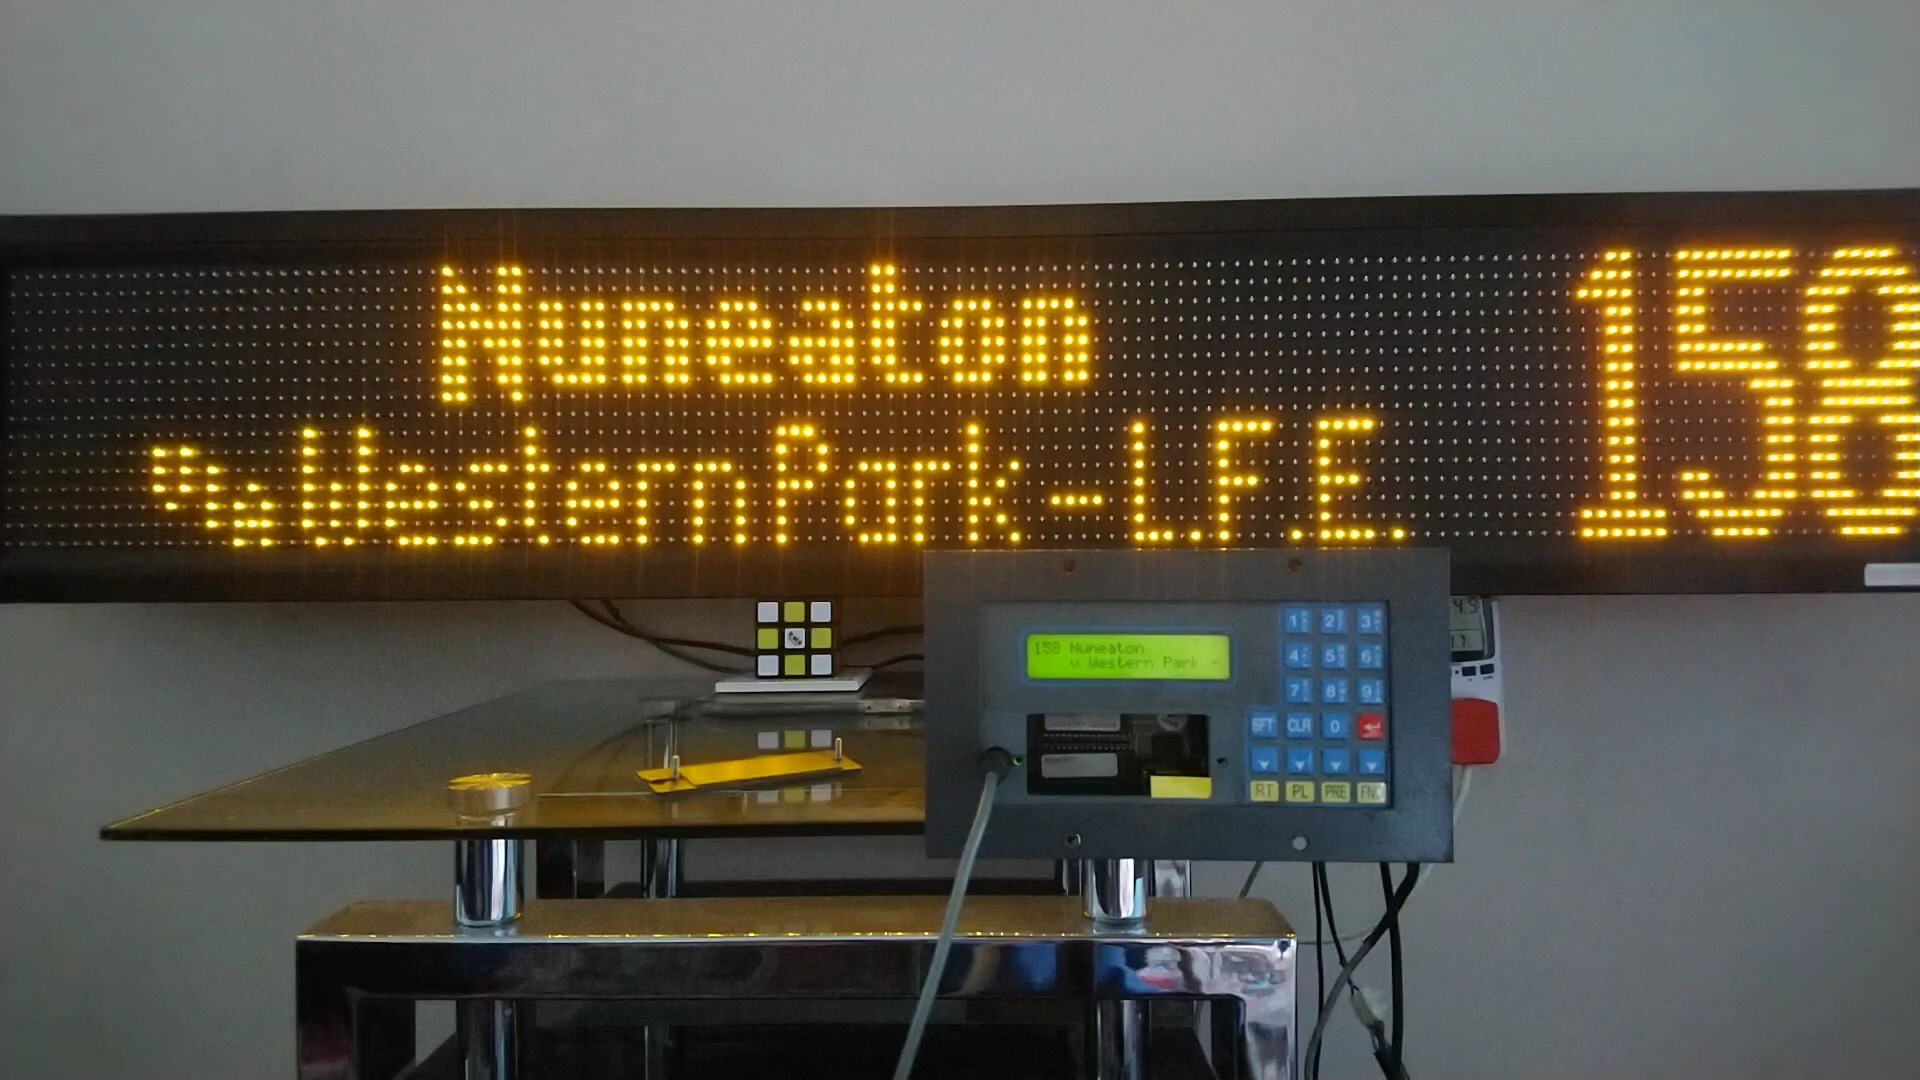 Nuneaton 158
via Western Park - L.F.E.
158 Nuneaton
v Western Park -
1 2 3
4 5 6
7 8 9
SFT CLR 0
RT PL PRE FNC